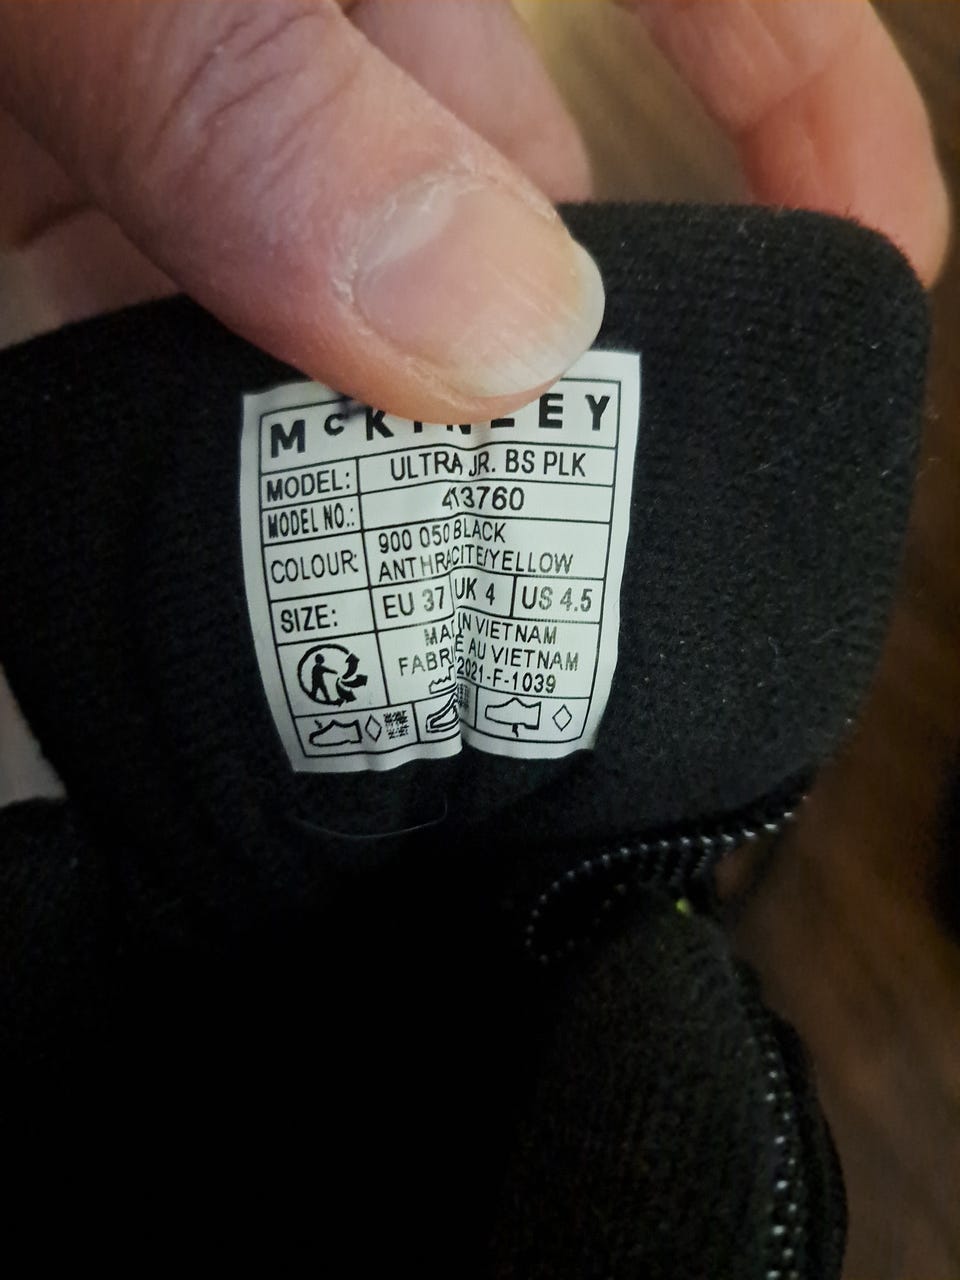 McKINLEY
MODEL: ULTRA JR. BS PLK
MODEL NO.: 413760
COLOUR: 900 050 BLACK
ANTHRACITE/YELLOW
SIZE: EU 37 UK 4 US 4.5
IN VIETNAM
AU VIETNAM
2021-F-1039